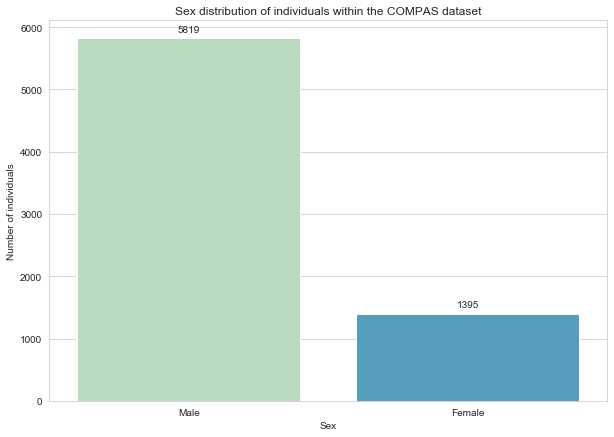 Sex distribution of individuals within the COMPAS dataset
Number of individuals
6000
5000
4000
3000
2000
1000
0
5819
1395
Male
Female
Sex